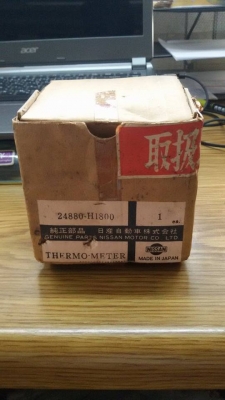 acer
取扱
24880-H1800 1
純正部品 日産自動車株式会社
GENUINE PARTS NISSAN MOTOR CO., LTD.
THERMO-METER
NISSAN
MADE IN JAPAN